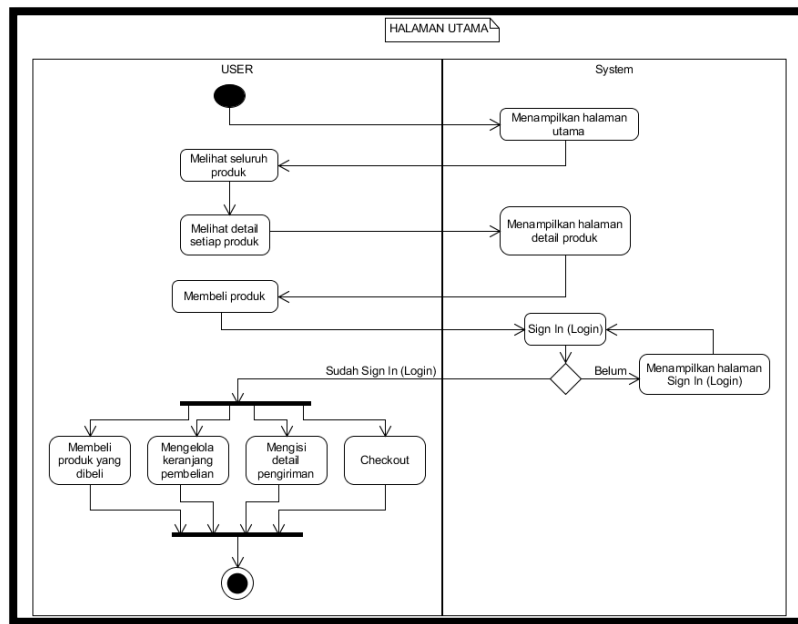 HALAMAN UTAMA
USER
System
Menampilkan halaman
utama
Melihat seluruh
produk
Melihat detail
setiap produk
Menampilkan halaman
detail produk
Membeli produk
Sign In (Login)
Sudah Sign In (Login)
Belum
Menampilkan halaman
Sign In (Login)
Membeli
produk yang
dibeli
Mengelola
keranjang
pembelian
Mengisi
detail
pengiriman
Checkout